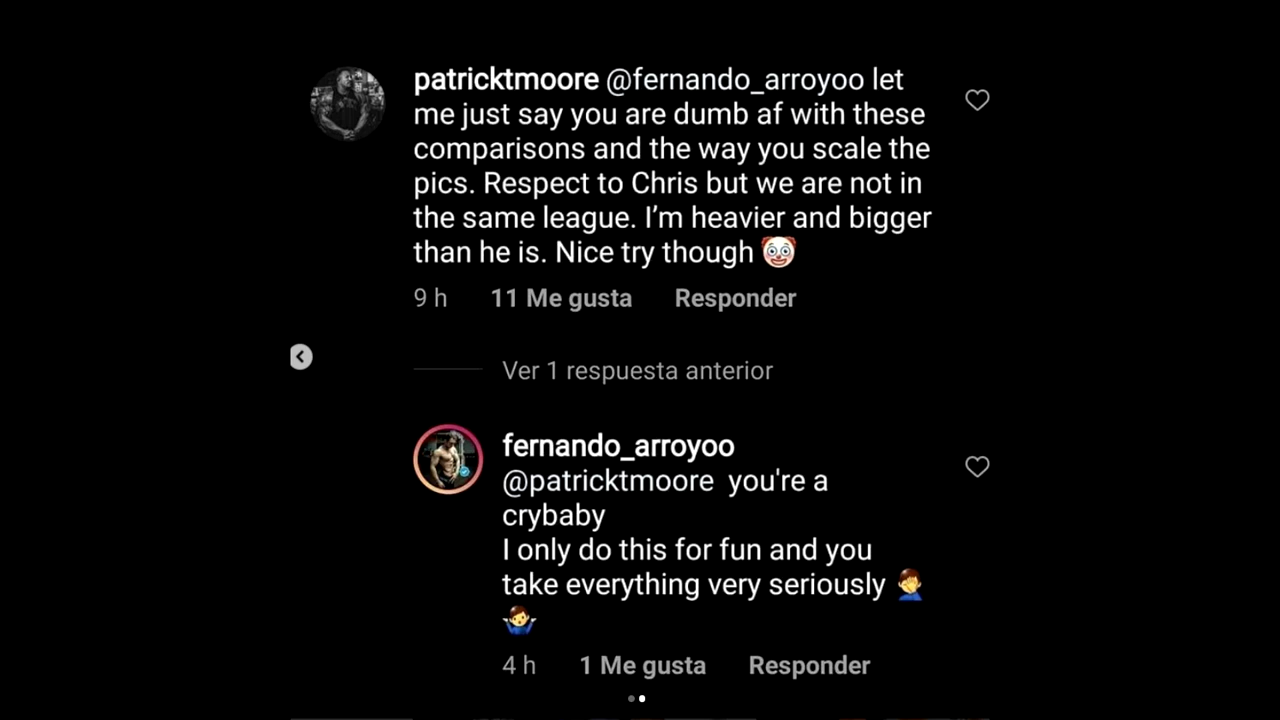 patricktmoore @fernando_arroyoo let
me just say you are dumb af with these
comparisons and the way you scale the
pics. Respect to Chris but we are not in
the same league. I’m heavier and bigger
than he is. Nice try though 🤡
9 h 11 Me gusta Responder
Ver 1 respuesta anterior
fernando_arroyoo
@patricktmoore you're a
crybaby
I only do this for fun and you
take everything very seriously 🤦‍♂️
🤷‍♂️
4 h 1 Me gusta Responder